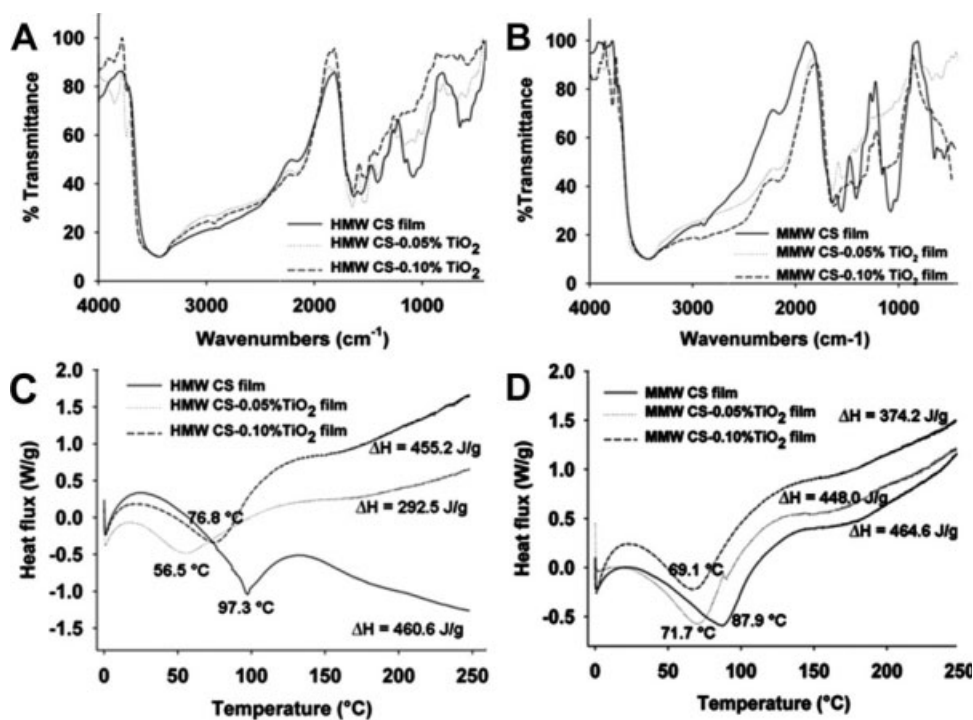 A
% Transmittance
100
80
60
40
20
0
HMW CS film
HMW CS-0.05% TiO2
HMW CS-0.10% TiO2
4000
3000
2000
1000
Wavenumbers (cm-1)
B
% Transmittance
100
80
60
40
20
0
MMW CS film
MMW CS-0.05% TiO2 film
MMW CS-0.10% TiO2 film
4000
3000
2000
1000
Wavenumbers (cm-1)
C
Heat flux (W/g)
2.0
1.5
1.0
0.5
0.0
-0.5
-1.0
-1.5
HMW CS film
HMW CS-0.05%TiO2 film
HMW CS-0.10%TiO2 film
ΔH = 455.2 J/g
ΔH = 292.5 J/g
76.8 °C
56.5 °C
97.3 °C
ΔH = 460.6 J/g
0
50
100
150
200
250
Temperature (°C)
D
Heat flux (W/g)
2.0
1.5
1.0
0.5
0.0
-0.5
MMW CS film
MMW CS-0.05%TiO2 film
MMW CS-0.10%TiO2 film
ΔH = 374.2 J/g
ΔH = 448.0 J/g
ΔH = 464.6 J/g
69.1 °C
71.7 °C
87.9 °C
0
50
100
150
200
250
Temperature (°C)